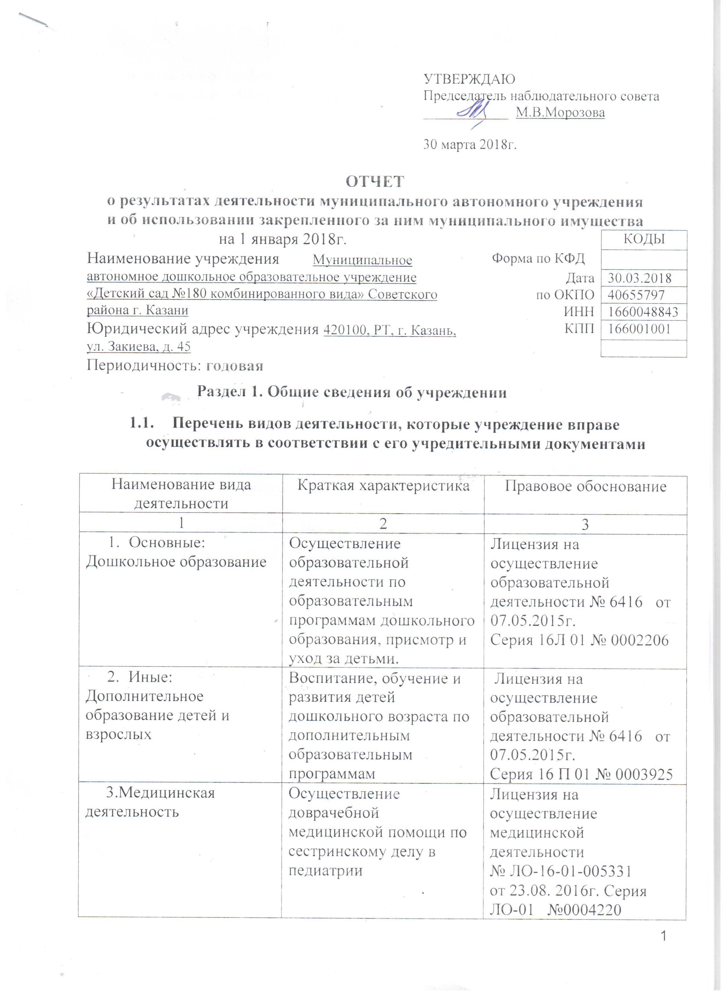 УТВЕРЖДАЮ
Председатель наблюдательного совета
М.В.Морозова
30 марта 2018г.
ОТЧЕТ
о результатах деятельности муниципального автономного учреждения
и об использовании закрепленного за ним муниципального имущества
на 1 января 2018г.
КОДЫ
Наименование учреждения Муниципальное
Форма по КФД
автономное дошкольное образовательное учреждение
Дата 30.03.2018
«Детский сад №180 комбинированного вида» Советского
по ОКПО 40655797
района г. Казани
ИНН 1660048843
Юридический адрес учреждения 420100, РТ, г. Казань,
КПП 166001001
ул. Закиева, д. 45
Периодичность: годовая
Раздел 1. Общие сведения об учреждении
1.1. Перечень видов деятельности, которые учреждение вправе
осуществлять в соответствии с его учредительными документами
Наименование вида
деятельности
Краткая характеристика
Правовое обоснование
1
2
3
1. Основные:
Дошкольное образование
Осуществление
образовательной
деятельности по
образовательным
программам дошкольного
образования, присмотр и
уход за детьми.
Лицензия на
осуществление
образовательной
деятельности № 6416 от
07.05.2015г.
Серия 16Л 01 № 0002206
2. Иные:
Дополнительное
образование детей и
взрослых
Воспитание, обучение и
развития детей
дошкольного возраста по
дополнительным
образовательным
программам
Лицензия на
осуществление
образовательной
деятельности № 6416 от
07.05.2015г.
Серия 16 П 01 № 0003925
3.Медицинская
деятельность
Осуществление
доврачебной
медицинской помощи по
сестринскому делу в
педиатрии
Лицензия на
осуществление
медицинской
деятельности
№ ЛО-16-01-005331
от 23.08. 2016г. Серия
ЛО-01 №0004220
1